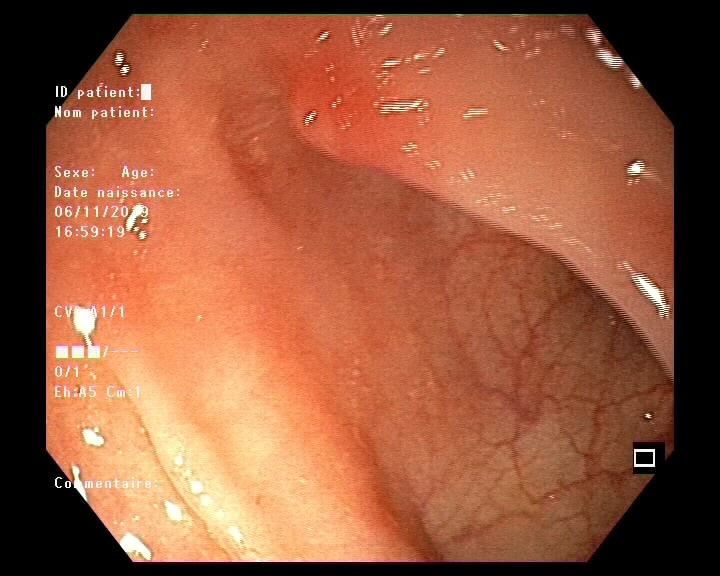 ID patient:
Nom patient:
Sexe: Age:
Date naissance:
06/11/2019
16:59:19
CV: A1/1
/---
0/1
Eh:A5 Cm:1
Commentaire: